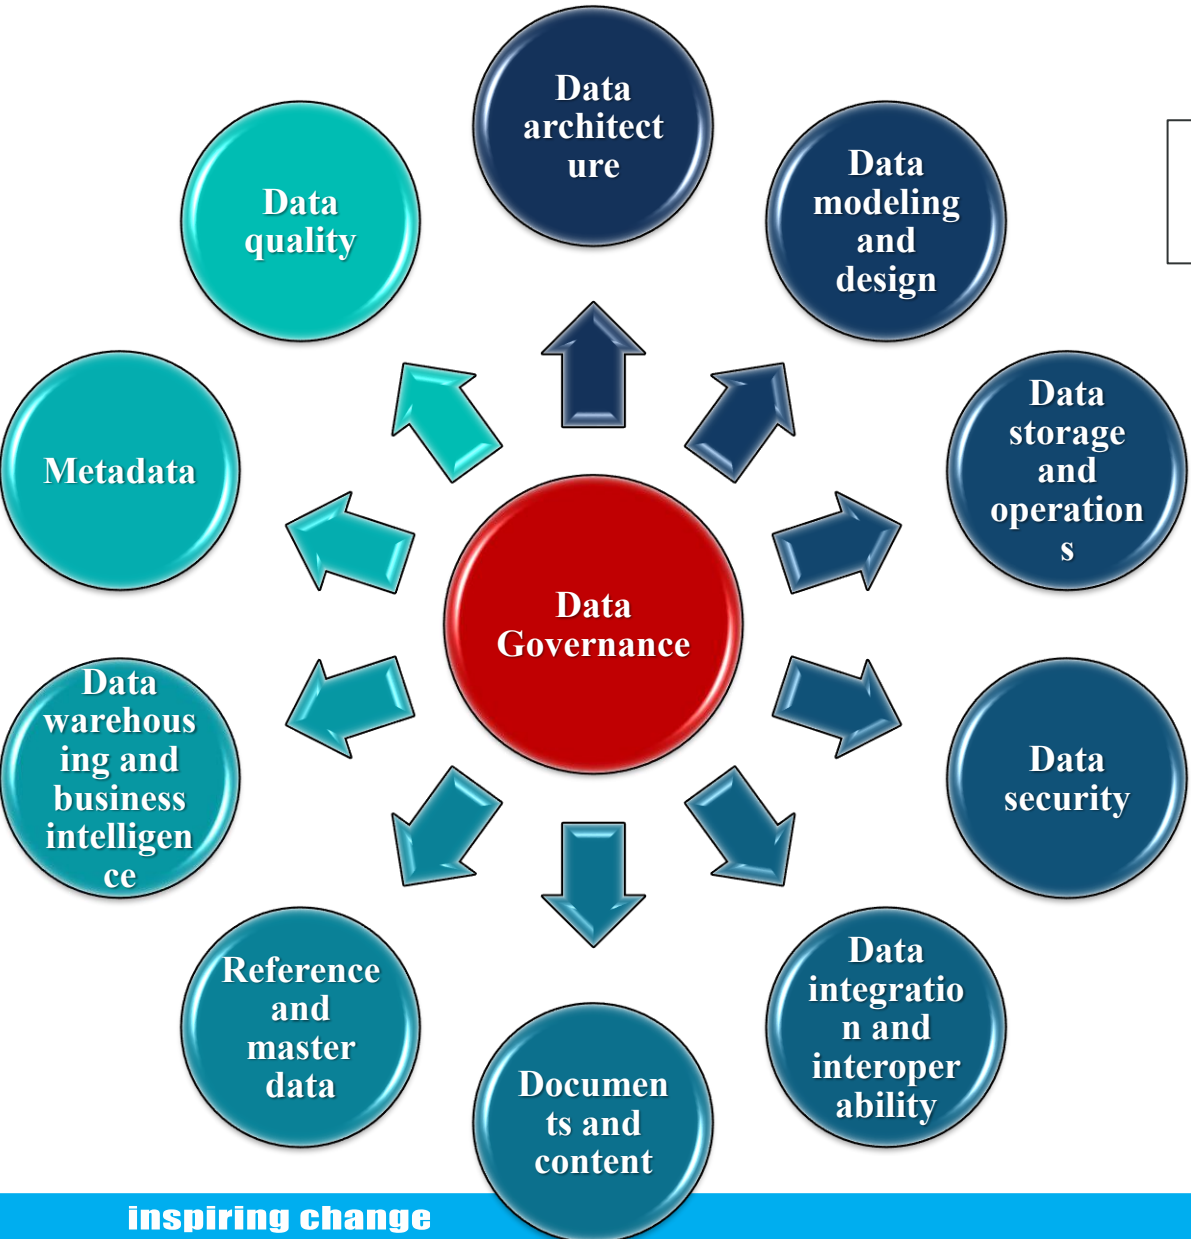 Data
architect
ure
Data
modeling
and
design
Data
storage
and
operation
s
Data
security
Data
integratio
n and
interoper
ability
Documen
ts and
content
Reference
and
master
data
Data
warehous
ing and
business
intelligen
ce
Metadata
Data
quality
Data
Governance
inspiring change